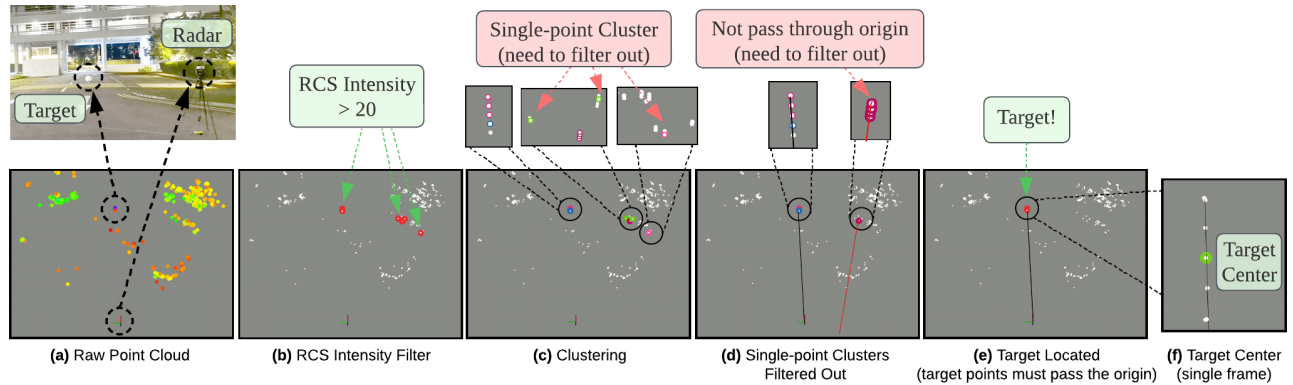 Radar
Target
RCS Intensity
> 20
Single-point Cluster
(need to filter out)
Not pass through origin
(need to filter out)
Target!
Target
Center
(a) Raw Point Cloud
(b) RCS Intensity Filter
(c) Clustering
(d) Single-point Clusters
Filtered Out
(e) Target Located
(target points must pass the origin)
(f) Target Center
(single frame)